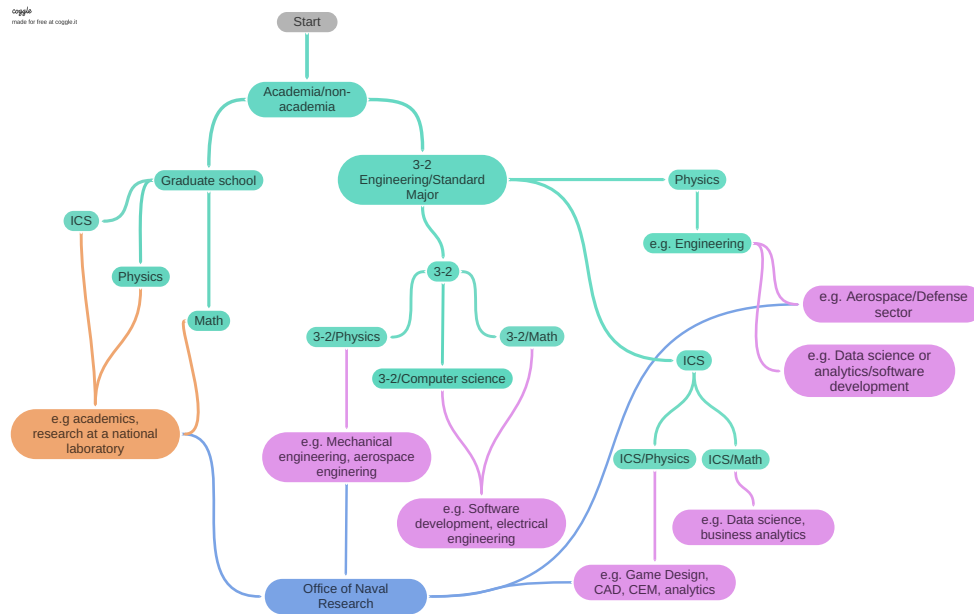 coggle
made for free at coggle.it
Start
Academia/non-
academia
3-2
Engineering/Standard
Major
Graduate school
Physics
ICS
e.g. Engineering
Physics
3-2
e.g. Aerospace/Defense
sector
Math
3-2/Physics
3-2/Math
ICS
e.g. Data science or
analytics/software
development
3-2/Computer science
e.g academics,
research at a national
laboratory
e.g. Mechanical
engineering, aerospace
enginering
ICS/Physics
ICS/Math
e.g. Software
development, electrical
engineering
e.g. Data science,
business analytics
Office of Naval
Research
e.g. Game Design,
CAD, CEM, analytics